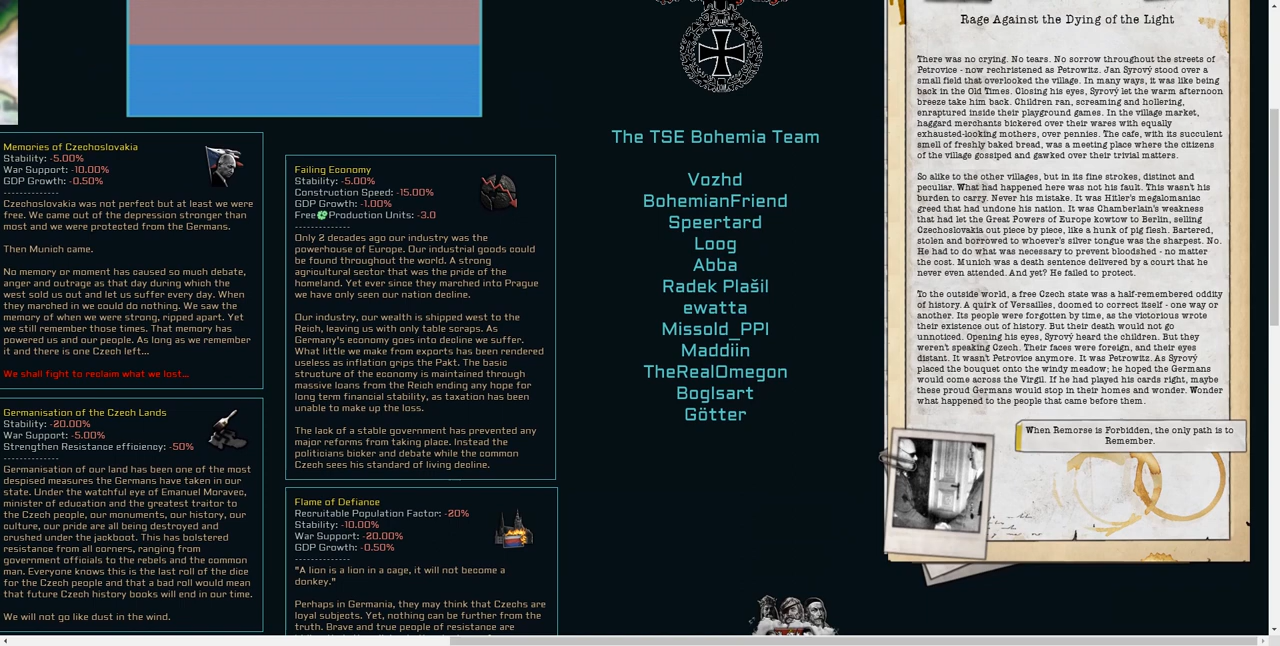 Memories of Czechoslovakia
Stability: -5.00%
War Support: -10.00%
GDP Growth: -0.50%
--------------
Czechoslovakia was not perfect but at least we were
free. We came out of the depression stronger than
most and we were protected from the Germans.
Then Munich came.
No memory or moment has caused so much debate,
anger and outrage as that day during which the
west sold us out and let us suffer every day. When
they marched in we could do nothing. We saw the
memory of when we were strong, ripped apart. Yet
we still remember those times. That memory has
powered us and our people. As long as we remember
it and there is one Czech left...
We shall fight to reclaim what we lost...
Germanisation of the Czech Lands
Stability: -20.00%
War Support: -5.00%
Strengthen Resistance efficiency: -50%
--------------
Germanisation of our land has been one of the most
despised measures the Germans have taken in our
state. Under the watchful eye of Emanuel Moravec,
minister of education and the greatest traitor to
the Czech people, our monuments, our history, our
culture, our pride are all being destroyed and
crushed under the jackboot. This has bolstered
resistance from all corners, ranging from
government officials to the rebels and the common
man. Everyone knows this is the last roll of the dice
for the Czech people and that a bad roll would mean
that future Czech history books will end in our time.
We will not go like dust in the wind.
Failing Economy
Stability: -5.00%
Construction Speed: -15.00%
GDP Growth: -1.00%
Free Production Units: -3.0
--------------
Only 2 decades ago our industry was the
powerhouse of Europe. Our industrial goods could
be found throughout the world. A strong
agricultural sector that was the pride of the
homeland. Yet ever since they marched into Prague
we have only seen our nation decline.
Our industry, our wealth is shipped west to the
Reich, leaving us with only table scraps. As
Germany's economy goes into decline we suffer.
What little we make from exports has been rendered
useless as inflation grips the Pakt. The basic
structure of the economy is maintained through
massive loans from the Reich ending any hope for
long term financial stability, as taxation has been
unable to make up the loss.
The lack of a stable government has prevented any
major reforms from taking place. Instead the
politicians bicker and debate while the common
Czech sees his standard of living decline.
Flame of Defiance
Recruitable Population Factor: -20%
Stability: -10.00%
War Support: -20.00%
GDP Growth: -0.50%
--------------
"A lion is a lion in a cage, it will not become a
donkey."
Perhaps in Germania, they may think that Czechs are
loyal subjects. Yet, nothing can be further from the
truth. Brave and true people of resistance are
The TSE Bohemia Team
Vozhd
BohemianFriend
Speertard
Loog
Abba
Radek Plašil
ewatta
Missold_PPI
Maddiin
TheRealOmegon
Boglsart
Götter
Rage Against the Dying of the Light
There was no crying. No tears. No sorrow throughout the streets of
Petrovice - now rechristened as Petrowitz. Jan Syrový stood over a
small field that overlooked the village. In many ways, it was like being
back in the Old Times. Closing his eyes, Syrový let the warm afternoon
breeze take him back. Children ran, screaming and hollering,
enraptured inside their playground games. In the village market,
haggard merchants bickered over their wares with equally
exhausted-looking mothers, over pennies. The cafe, with its succulent
smell of freshly baked bread, was a meeting place where the citizens
of the village gossiped and gawked over their trivial matters.
So alike to the other villages, but in its fine strokes, distinct and
peculiar. What had happened here was not his fault. This wasn't his
burden to carry. Never his mistake. It was Hitler's megalomaniac
greed that had undone his nation. It was Chamberlain's weakness
that had let the Great Powers of Europe kowtow to Berlin, selling
Czechoslovakia out piece by piece, like a hunk of pig flesh. Bartered,
stolen and borrowed to whoever's silver tongue was the sharpest. No.
He had to do what was necessary to prevent bloodshed - no matter
the cost. Munich was a death sentence delivered by a court that he
never even attended. And yet? He failed to protect.
To the outside world, a free Czech state was a half-remembered oddity
of history. A quirk of Versailles, doomed to correct itself - one way or
another. Its people were forgotten by time, as the victorious wrote
their existence out of history. But their death would not go
unnoticed. Opening his eyes, Syrový heard the children. But they
weren't speaking Czech. Their faces were foreign, and their eyes
distant. It wasn't Petrovice anymore. It was Petrowitz. As Syrový
placed the bouquet onto the windy meadow; he hoped the Germans
would come across the Virgil. If he had played his cards right, maybe
these proud Germans would stop in their homes and wonder. Wonder
what happened to the people that came before them.
When Remorse is Forbidden, the only path is to
Remember.